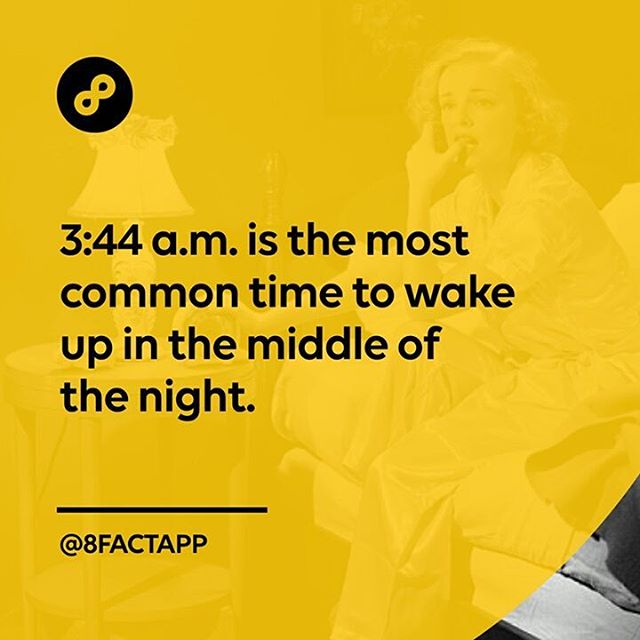 3:44 a.m. is the most
common time to wake
up in the middle of
the night.
@8FACTAPP